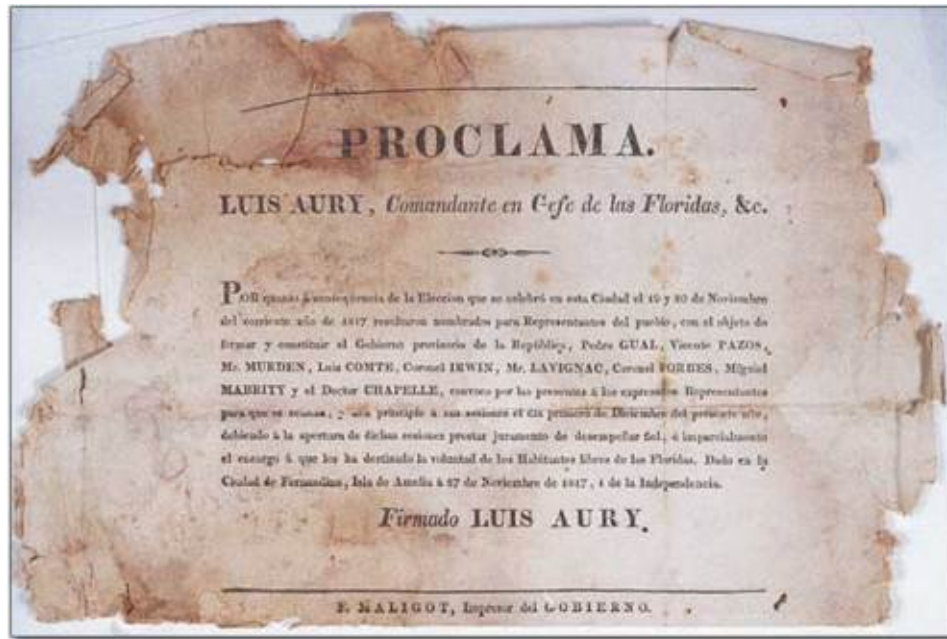 PROCLAMA.
LUIS AURY, Comandante en Gefe de las Floridas, &c.
POR quanto á consequencia de la Eleccion que se celebró en esta Ciudad el 19 y 20 de Noviembre
del corriente año de 1817 resultaron nombrados para Representantes del pueblo, con el objeto de
formar y constituir el Gobierno provisorio de la República, Pedro GUAL, Vicente PAZOS,
Mr. MURDEN, Luis COMTE, Coronel IRWIN, Mr. LAVIGNAC, Coronel FORBES, Miguel
MABRITY y el Doctor CHAPELLE, convoco por las presentes á los expresados Representantes
para que se reunan, y den principio á sus sesiones el dia primero de Diciembre del presente año,
debiendo á la apertura de dichas sesiones prestar juramento de desempeñar fiel, é imparcialmente
el encargo á que los ha destinado la voluntad de los Habitantes libres de las Floridas. Dado en la
Ciudad de Fernandina, Isla de Amelia á 27 de Noviembre de 1817, 1 de la Independencia.
Firmado LUIS AURY.
MALIGOT, Impresor del GOBIERNO.